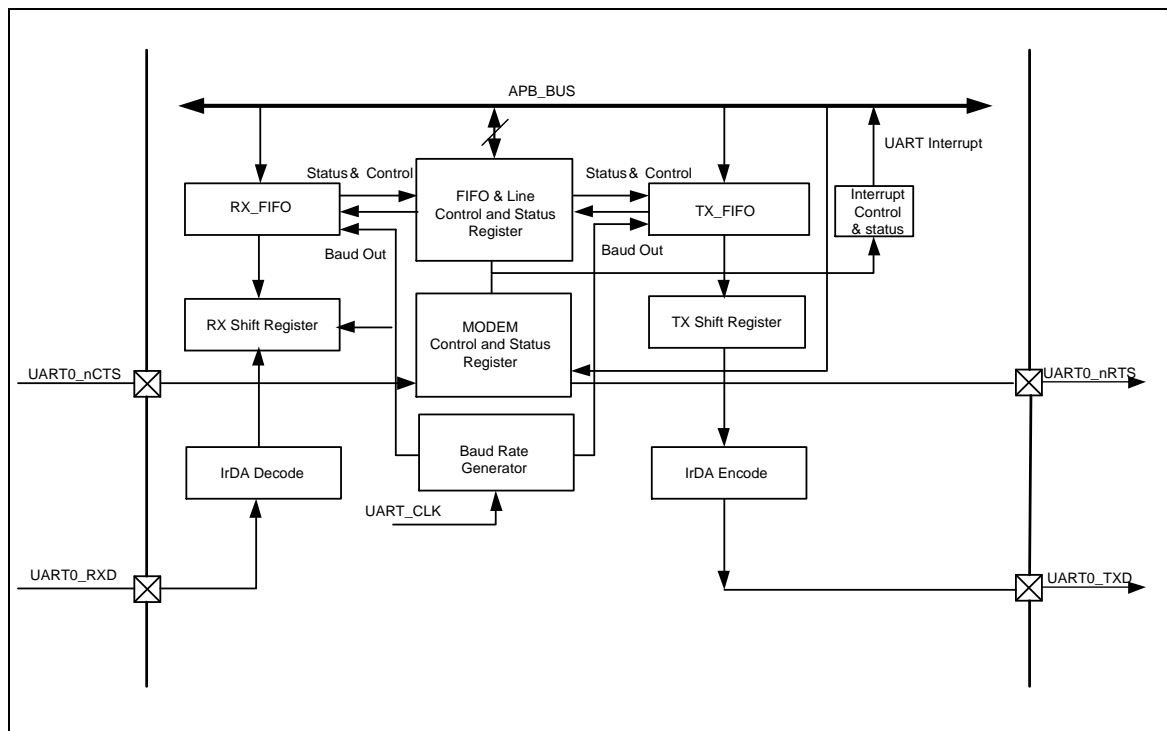 APB_BUS
UART Interrupt
Status & Control
Status & Control
RX_FIFO
FIFO & Line
Control and Status
Register
TX_FIFO
Interrupt
Control
& status
Baud Out
Baud Out
RX Shift Register
MODEM
Control and Status
Register
TX Shift Register
UART0_nCTS
UART0_nRTS
IrDA Decode
Baud Rate
Generator
IrDA Encode
UART_CLK
UART0_RXD
UART0_TXD